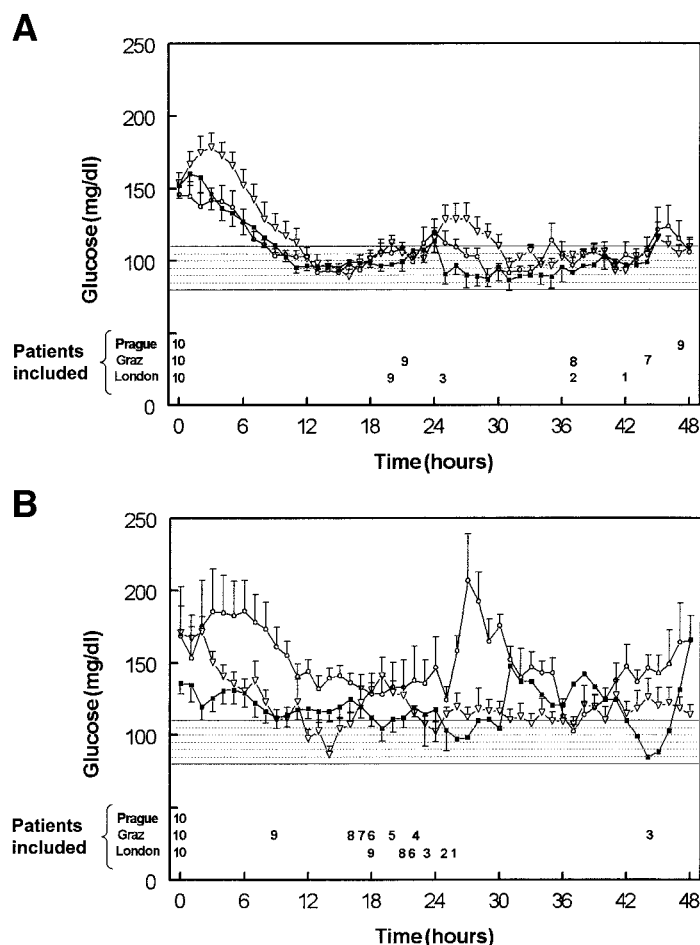 A
250
200
150
100
0
Glucose (mg/dl)
Patients included
Prague 10 9
Graz 10 9 8 7
London 10 9 3 2 1
0 6 12 18 24 30 36 42 48
Time (hours)
B
250
200
150
100
0
Glucose (mg/dl)
Patients included
Prague 10
Graz 10 9 8 7 6 5 4 3
London 10 9 8 6 3 2 1
0 6 12 18 24 30 36 42 48
Time (hours)